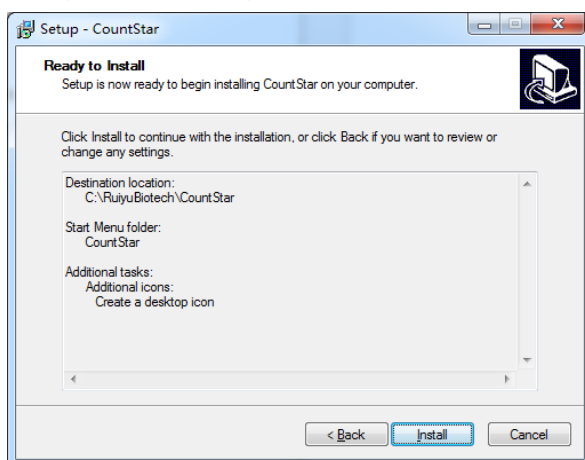 Setup - CountStar
Ready to Install
Setup is now ready to begin installing CountStar on your computer.
Click Install to continue with the installation, or click Back if you want to review or
change any settings.
Destination location:
C:\RuiyuBiotech\CountStar
Start Menu folder:
CountStar
Additional tasks:
Additional icons:
Create a desktop icon
< Back
Install
Cancel